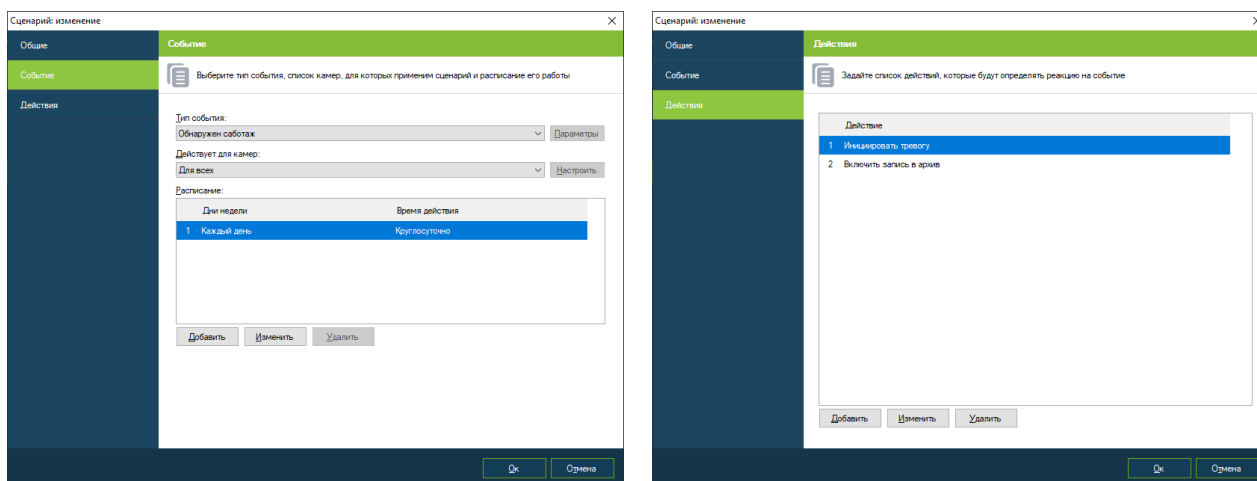 Сценарий: изменение
Общие
Событие
Действия
Событие
Выберите тип события, список камер, для которых применим сценарий и расписание его работы
Тип события:
Обнаружен саботаж
Параметры
Действует для камер:
Для всех
Настроить
Расписание:
Дни недели Время действия
1 Каждый день Круглосуточно
Добавить Изменить Удалить
Ок Отмена
Сценарий: изменение
Общие
Событие
Действия
Действия
Задайте список действий, которые будут определять реакцию на событие
Действие
1 Инициировать тревогу
2 Включить запись в архив
Добавить Изменить Удалить
Ок Отмена